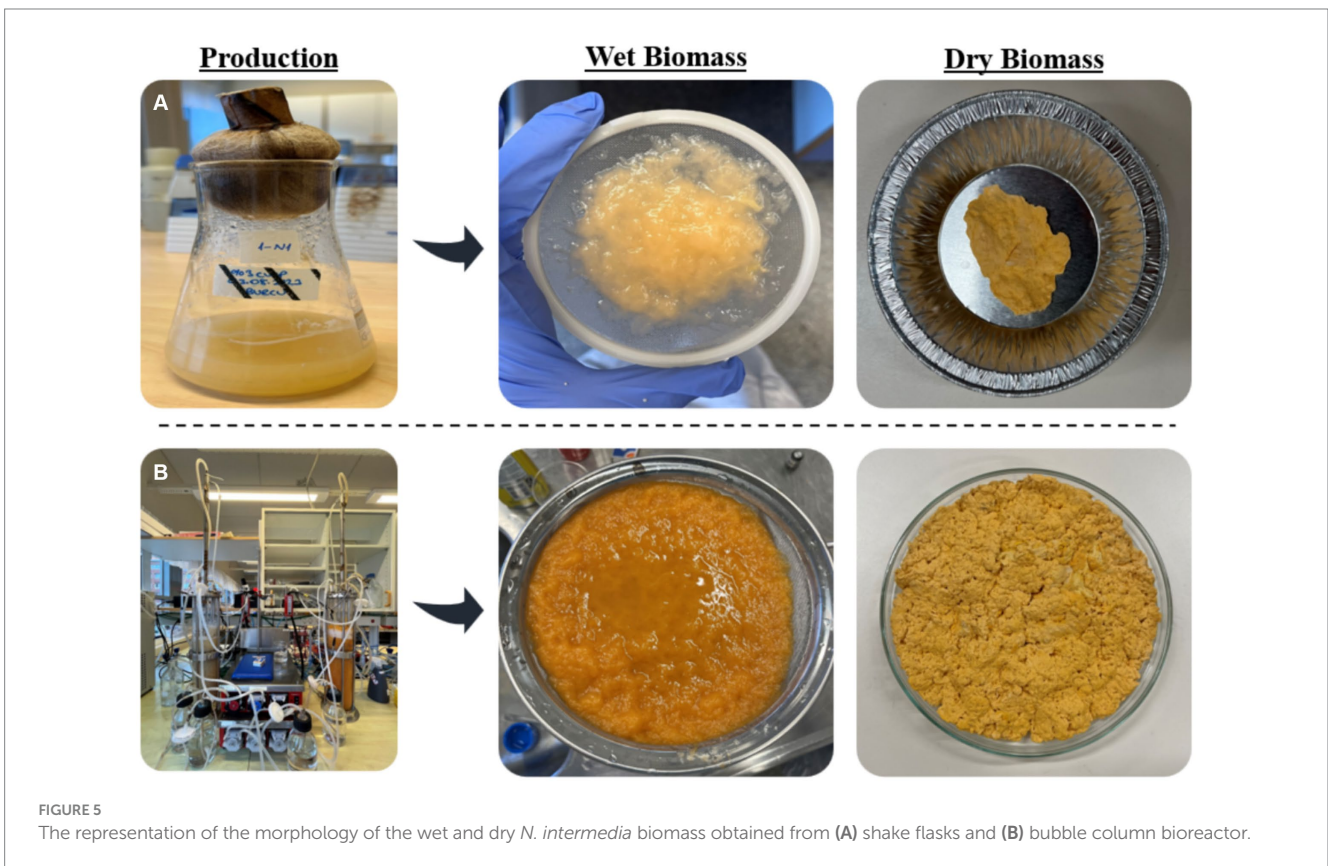 Production
Wet Biomass
Dry Biomass
A
1-N1
B
FIGURE 5
The representation of the morphology of the wet and dry N. intermedia biomass obtained from (A) shake flasks and (B) bubble column bioreactor.